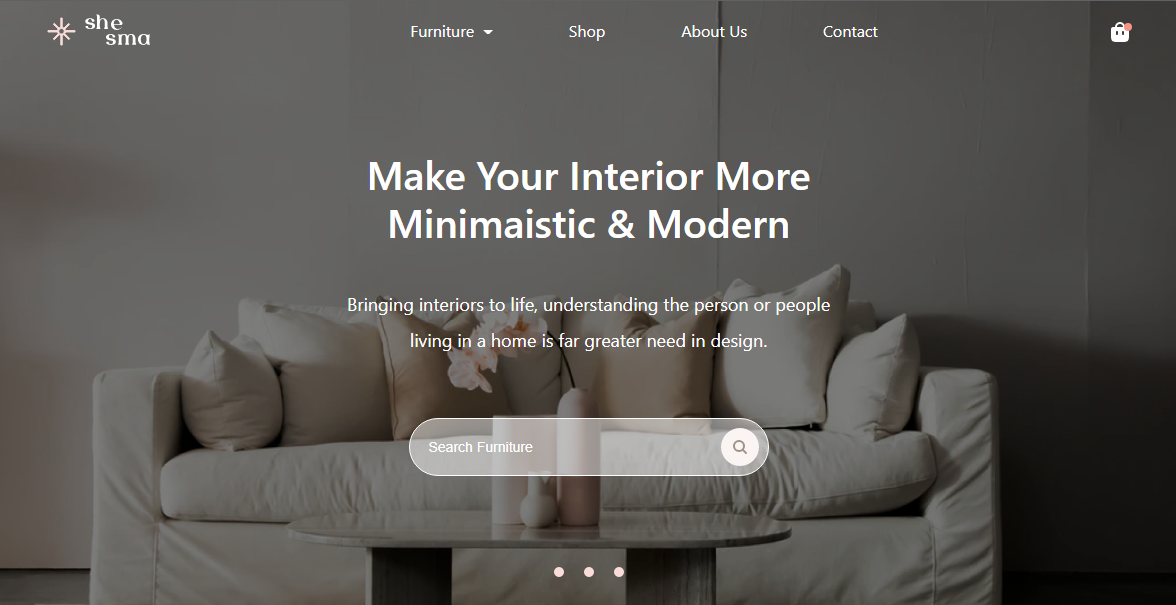 she
sma
Furniture
Shop
About Us
Contact
Make Your Interior More
Minimaistic & Modern
Bringing interiors to life, understanding the person or people
living in a home is far greater need in design.
Search Furniture